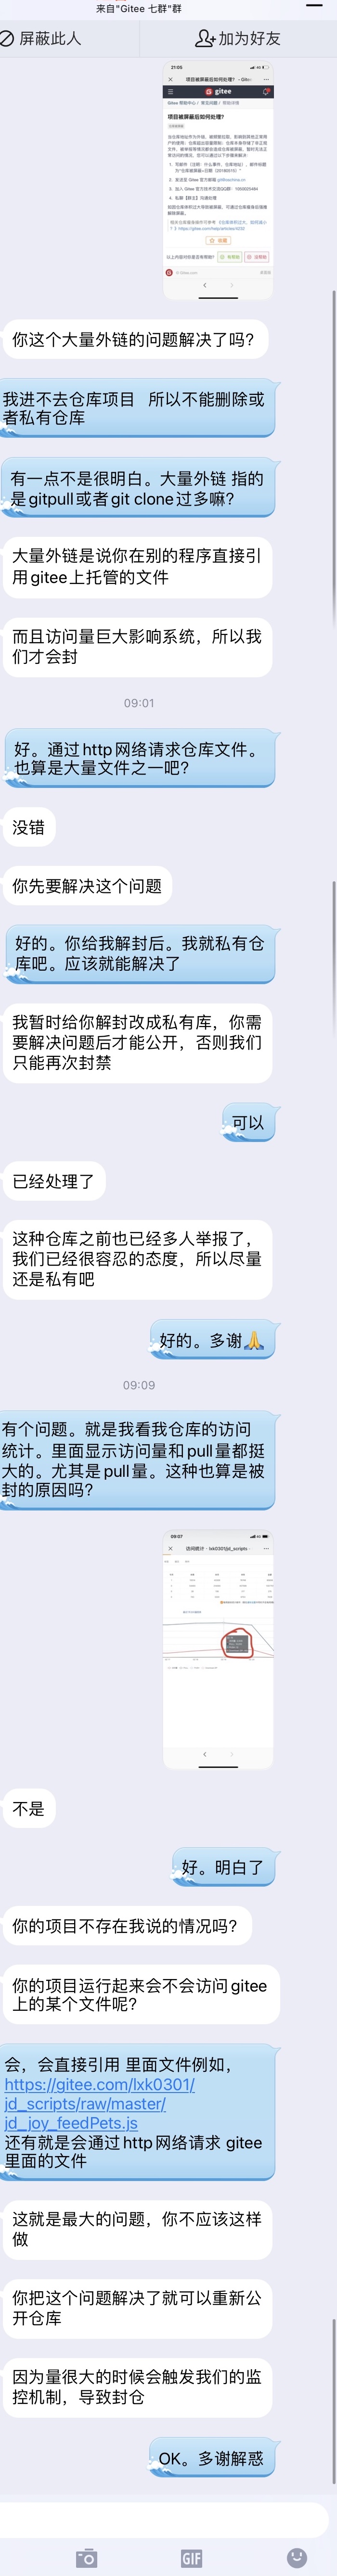 来自"Gitee 七群"群
屏蔽此人
加为好友
21:05
项目被屏蔽后如何处理？
gitee
项目被屏蔽后如何处理？
你这个大量外链的问题解决了吗?
我进不去仓库项目 所以不能删除或
者私有仓库
有一点不是很明白。大量外链 指的
是gitpull或者git clone过多嘛?
大量外链是说你在别的程序直接引
用gitee上托管的文件
而且访问量巨大影响系统，所以我
们才会封
09:01
好。通过http网络请求仓库文件。
也算是大量文件之一吧?
没错
你先要解决这个问题
好的。你给我解封后。我就私有仓
库吧。应该就能解决了
我暂时给你解封改成私有库，你需
要解决问题后才能公开，否则我们
只能再次封禁
可以
已经处理了
这种仓库之前也已经多人举报了，
我们已经很容忍的态度，所以尽量
还是私有吧
好的。多谢🙏
09:09
有个问题。就是我看我仓库的访问
统计。里面显示访问量和pull量都挺
大的。尤其是pull量。这种也算是被
封的原因吗?
09:07
访问统计 · lxk0301/jd_scripts
不是
好。明白了
你的项目不存在我说的情况吗?
你的项目运行起来会不会访问gitee
上的某个文件呢?
会，会直接引用 里面文件例如，
https://gitee.com/lxk0301/
jd_scripts/raw/master/
jd_joy_feedPets.js
还有就是会通过http网络请求 gitee
里面的文件
这就是最大的问题，你不应该这样
做
你把这个问题解决了就可以重新公
开仓库
因为量很大的时候会触发我们的监
控机制，导致封仓
OK。多谢解惑
GIF